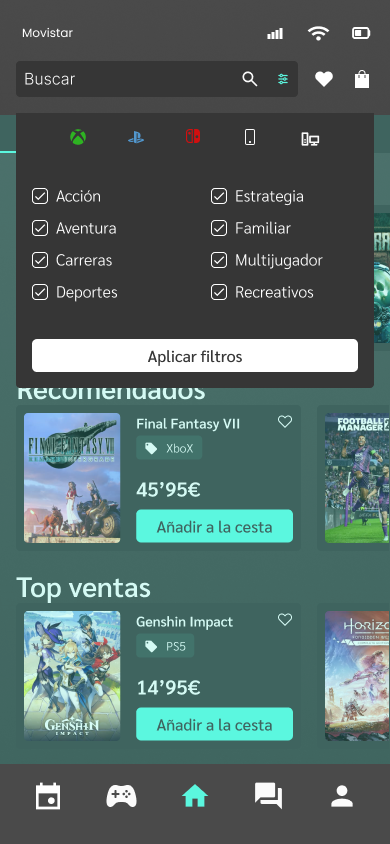 Movistar
Buscar
Acción
Estrategia
Aventura
Familiar
Carreras
Multijugador
Deportes
Recreativos
Aplicar filtros
Recomendados
FINAL FANTASY VII
Final Fantasy VII
XboX
45'95€
Añadir a la cesta
FOOTBALL
MANAGER
Top ventas
GENSHIN
IMPACT
Genshin Impact
PS5
14'95€
Añadir a la cesta